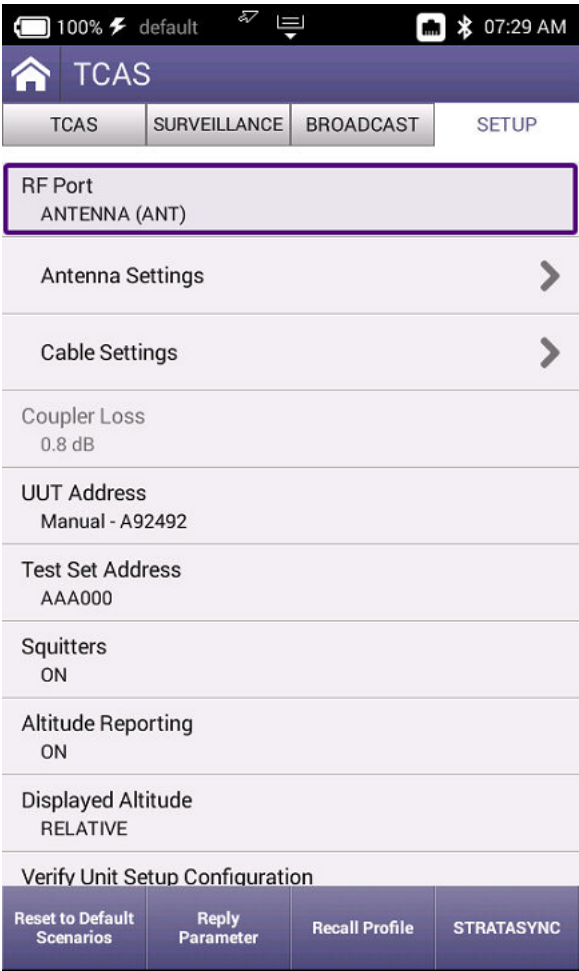 100% default 07:29 AM
TCAS
TCAS SURVEILLANCE BROADCAST SETUP
RF Port
ANTENNA (ANT)
Antenna Settings
Cable Settings
Coupler Loss
0.8 dB
UUT Address
Manual - A92492
Test Set Address
AAA000
Squitters
ON
Altitude Reporting
ON
Displayed Altitude
RELATIVE
Verify Unit Setup Configuration
Reset to Default
Scenarios
Reply
Parameter
Recall Profile
STRATASYNC